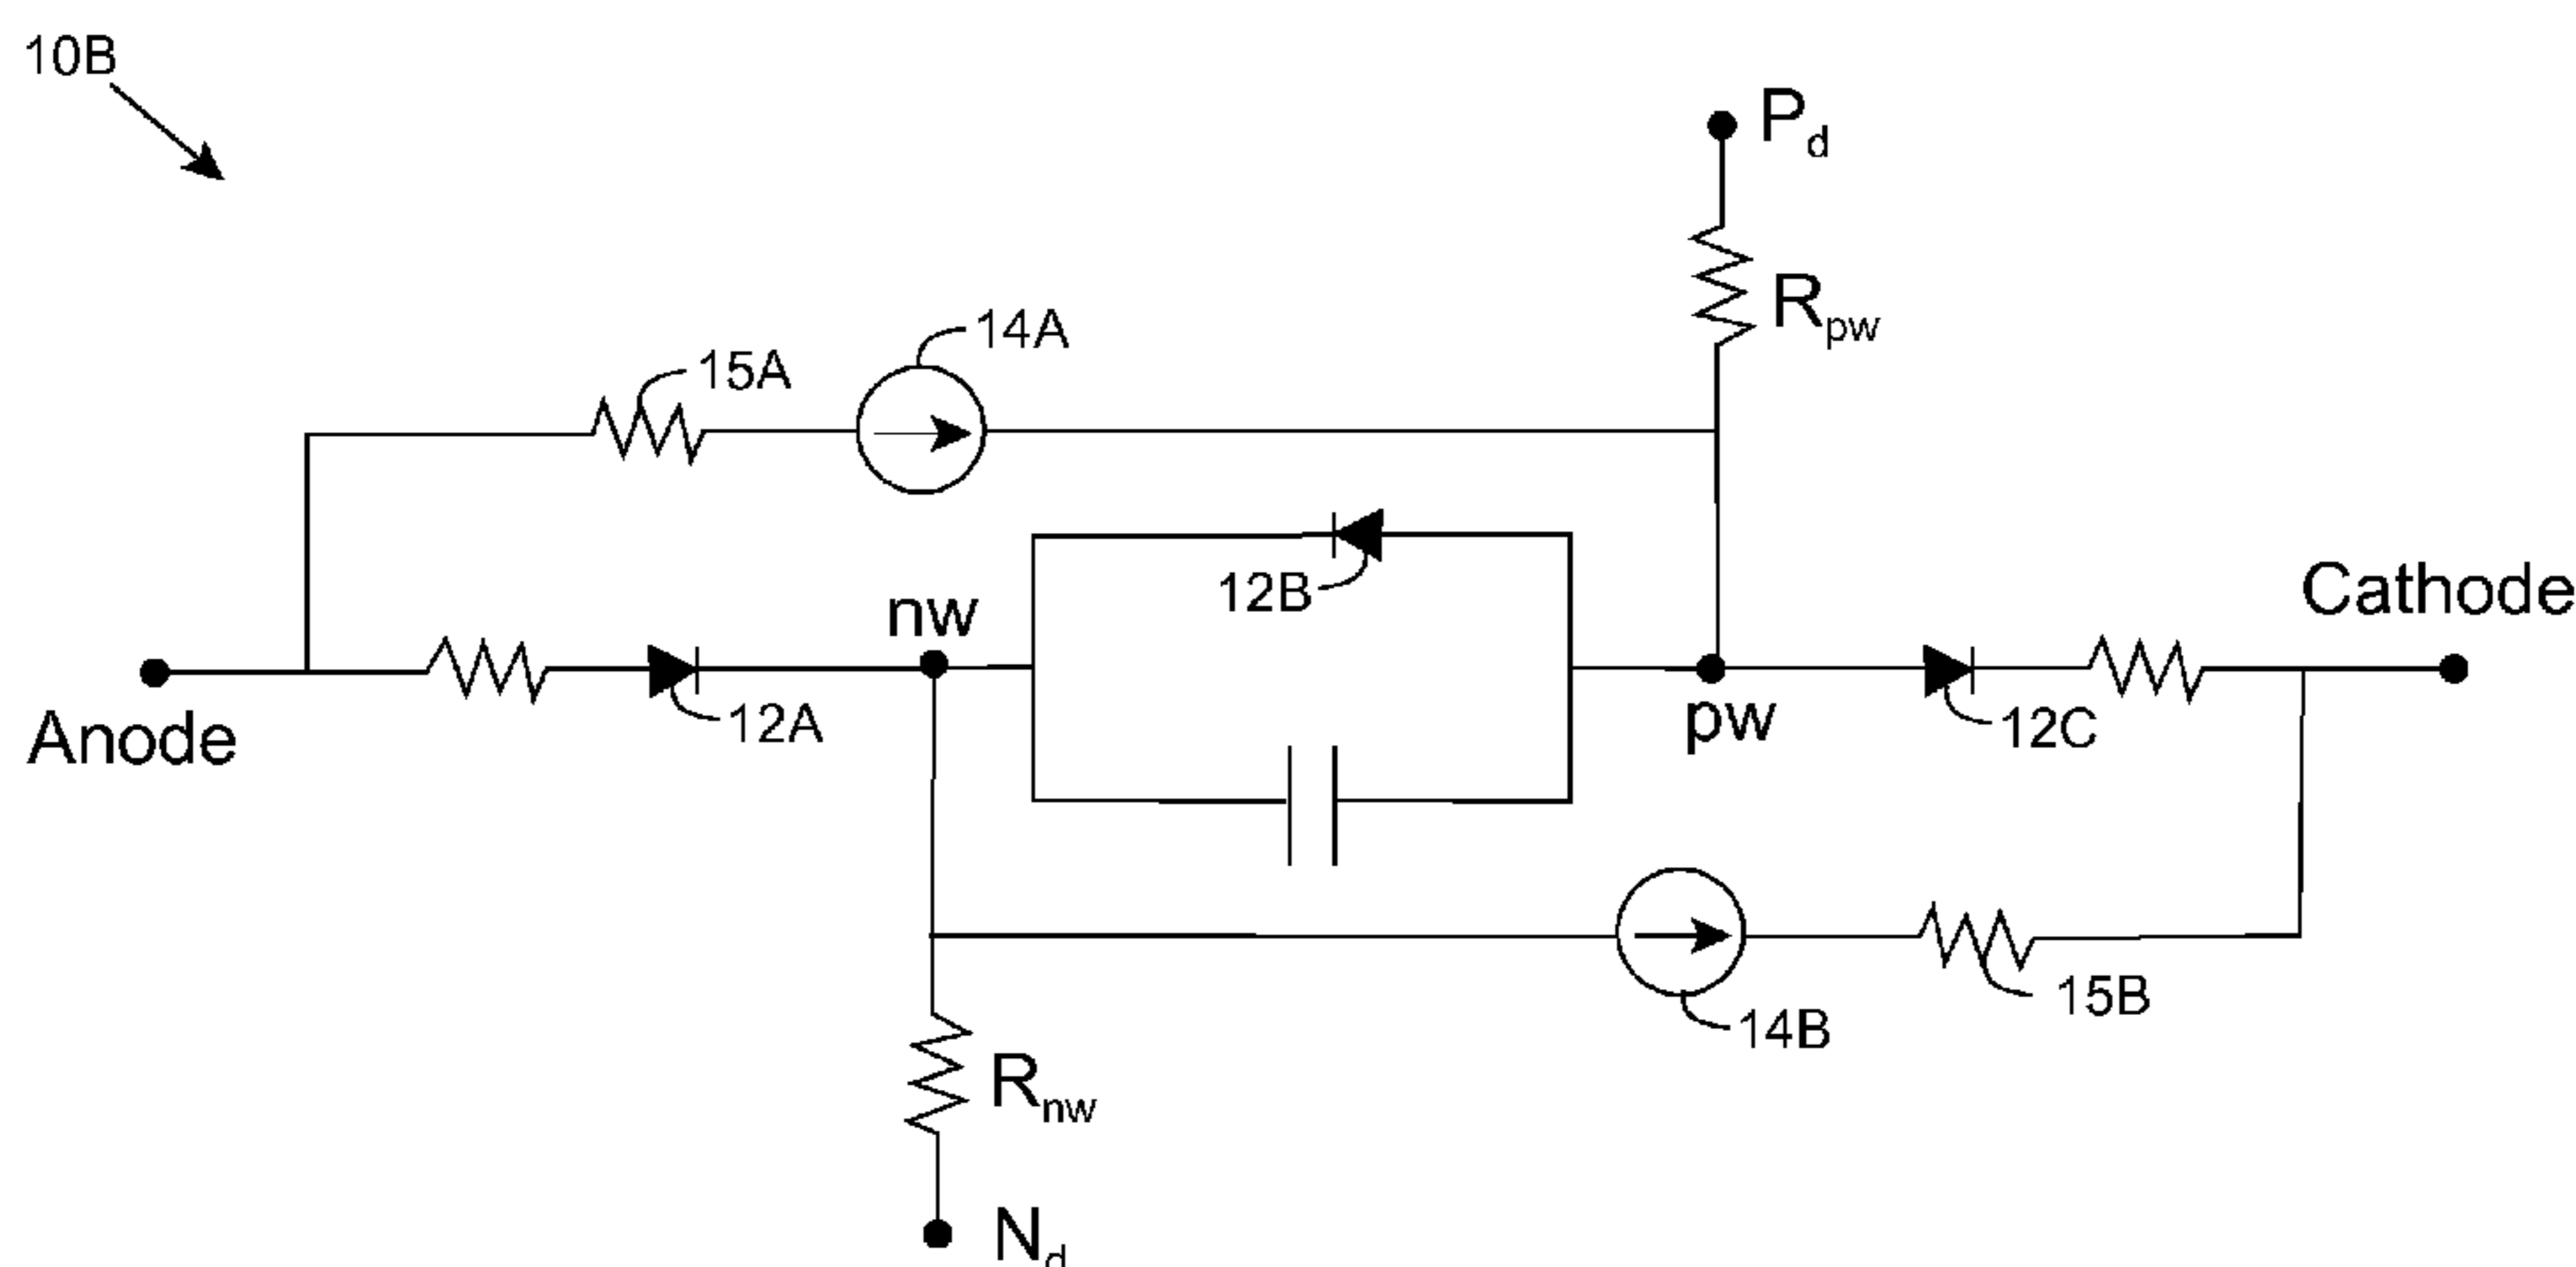 10B
Pd
Rpw
14A
15A
12B
nw
Cathode
Anode
12A
pw
12C
14B
15B
Rnw
Nd